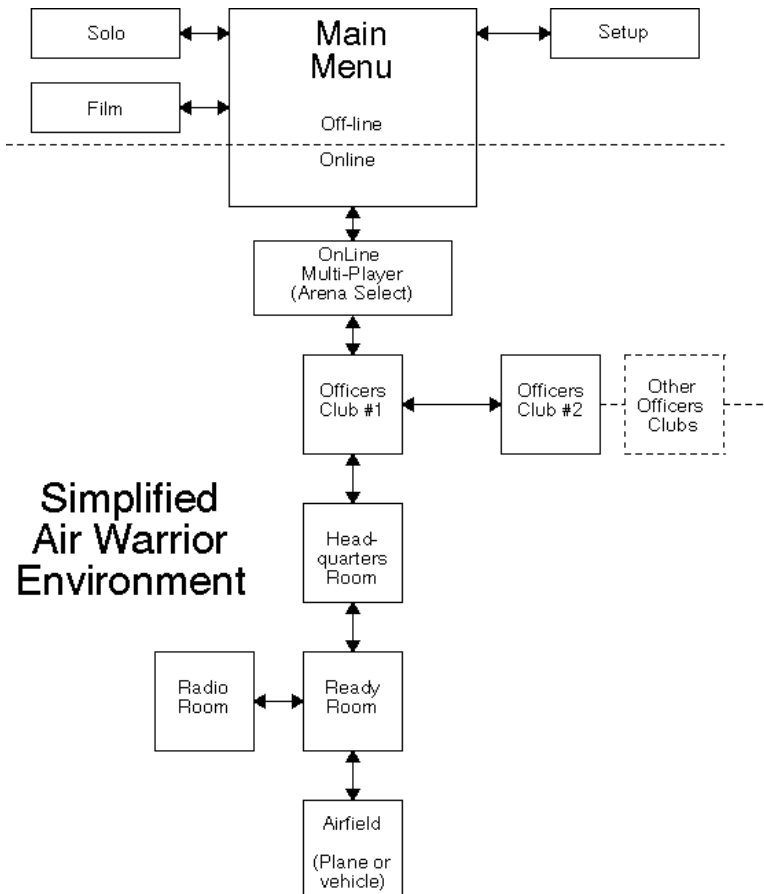 Solo
Main
Menu
Setup
Film
Off-line
Online
OnLine
Multi-Player
(Arena Select)
Officers
Club #1
Officers
Club #2
Other
Officers
Clubs
Simplified
Air Warrior
Environment
Head-
quarters
Room
Radio
Room
Ready
Room
Airfield
(Plane or
vehicle)